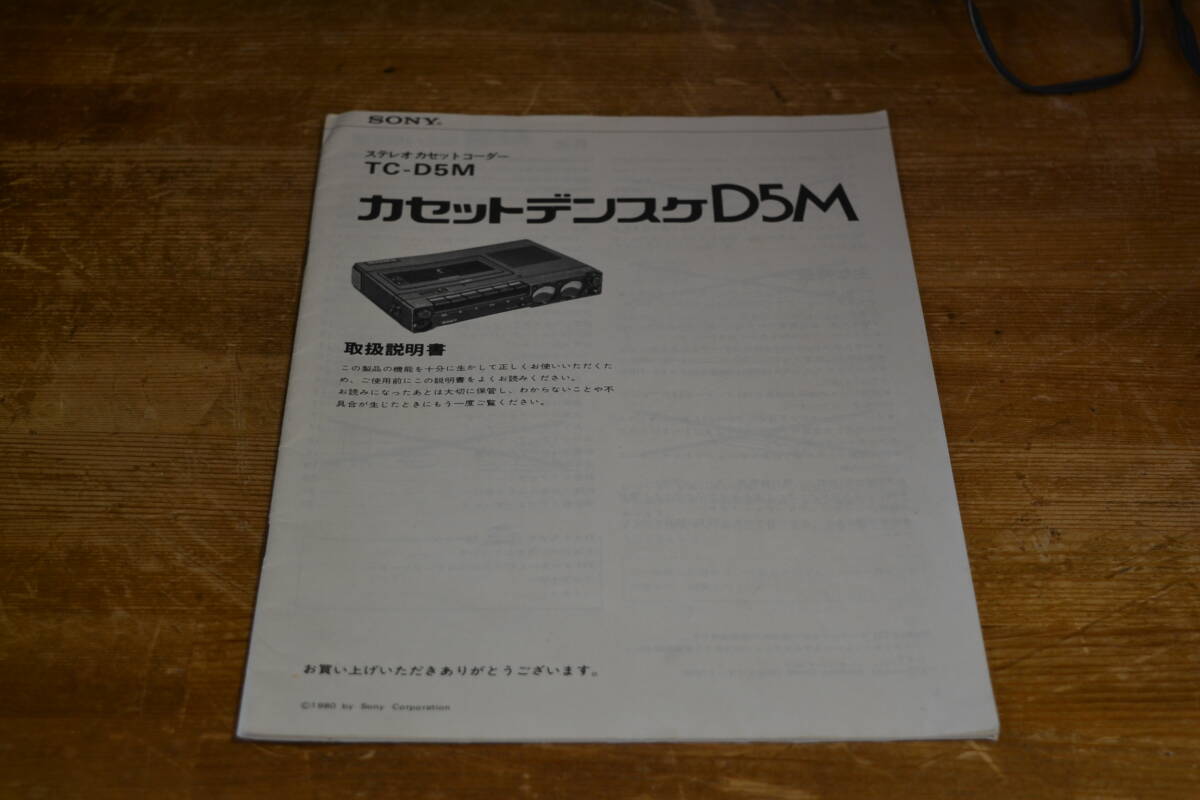 SONY.
ステレオカセットコーダー
TC-D5M
カセットデンスケD5M
取扱説明書
この製品の機能を十分に生かして正しくお使いいただくた
め、ご使用前にこの説明書をよくお読みください。
お読みになったあとは大切に保管し、わからないことや不
具合が生じたときにもう一度ご覧ください。
お買い上げいただきありがとうございます。
©1980 by Sony Corporation